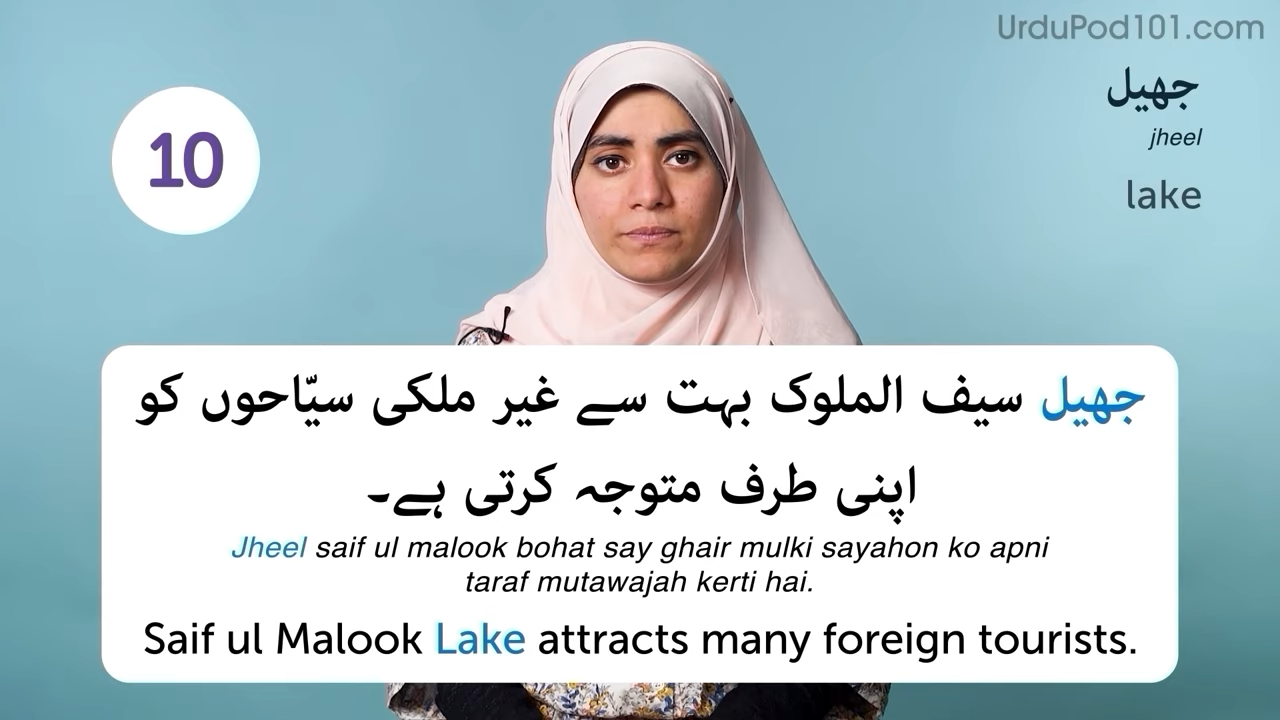 UrduPod101.com
10
جھیل
jheel
lake
جھیل سیف الملوک بہت سے غیر ملکی سیّاحوں کو
اپنی طرف متوجہ کرتی ہے۔
Jheel saif ul malook bohat say ghair mulki sayahon ko apni
taraf mutawajah kerti hai.
Saif ul Malook Lake attracts many foreign tourists.